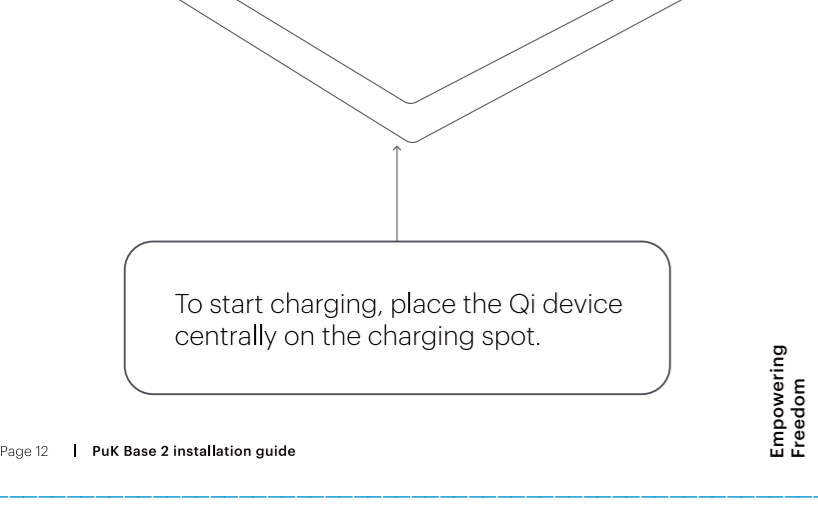 To start charging, place the Qi device
centrally on the charging spot.
Page 12 | PuK Base 2 installation guide
Empowering
Freedom